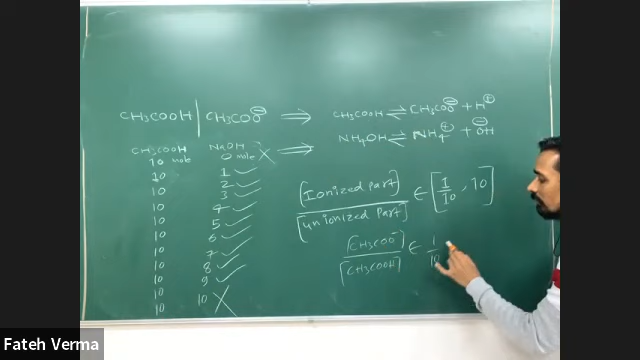 CH₃COOH | CH₃COO⊖ ⇒ CH₃COOH ⇌ CH₃COO⊖ + H⊕
NH₄OH ⇌ NH₄⊕ + ⊖OH
CH₃COOH NaOH ⇒
10 mole 0 mole ✗
10 1 ✓
10 2 ✓
10 3 ✓
10 4 ✓
10 5 ✓
10 6 ✓
10 7 ✓
10 8 ✓
10 9 ✓
10 10 ✗
10
[Ionized part] / [unionized part] ∈ [1/10, 10]
[CH₃COO⁻] / [CH₃COOH] ∈ 1/10
Fateh Verma